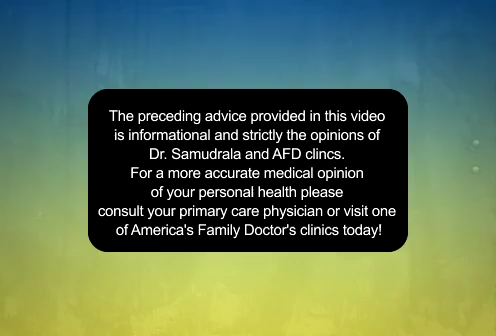 The preceding advice provided in this video
is informational and strictly the opinions of
Dr. Samudrala and AFD clincs.
For a more accurate medical opinion
of your personal health please
consult your primary care physician or visit one
of America's Family Doctor's clinics today!